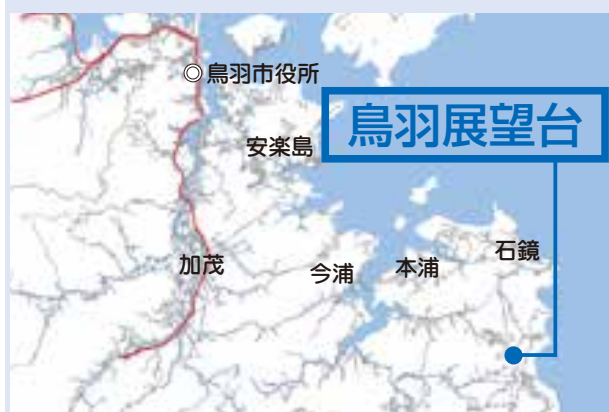 ◎鳥羽市役所
鳥羽展望台
安楽島
石鏡
加茂
今浦
本浦